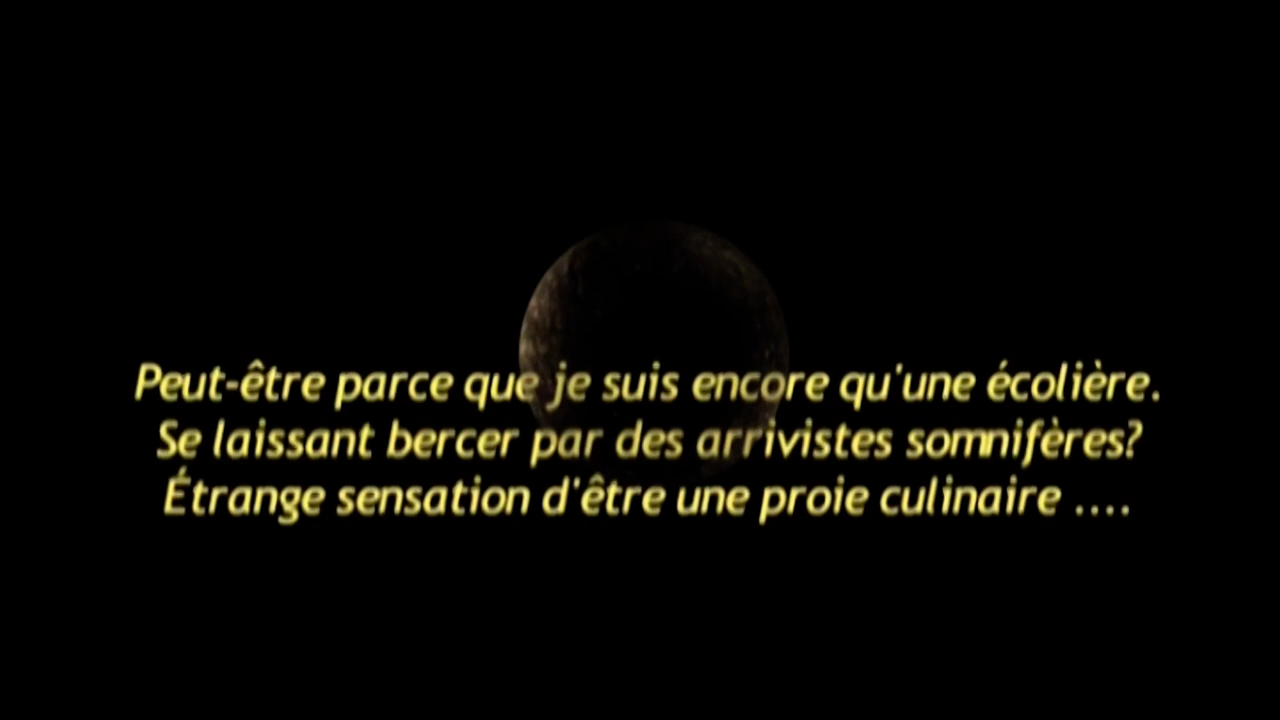 Peut-être parce que je suis encore qu'une écolière.
Se laissant bercer par des arrivistes somnifères?
Étrange sensation d'être une proie culinaire ....